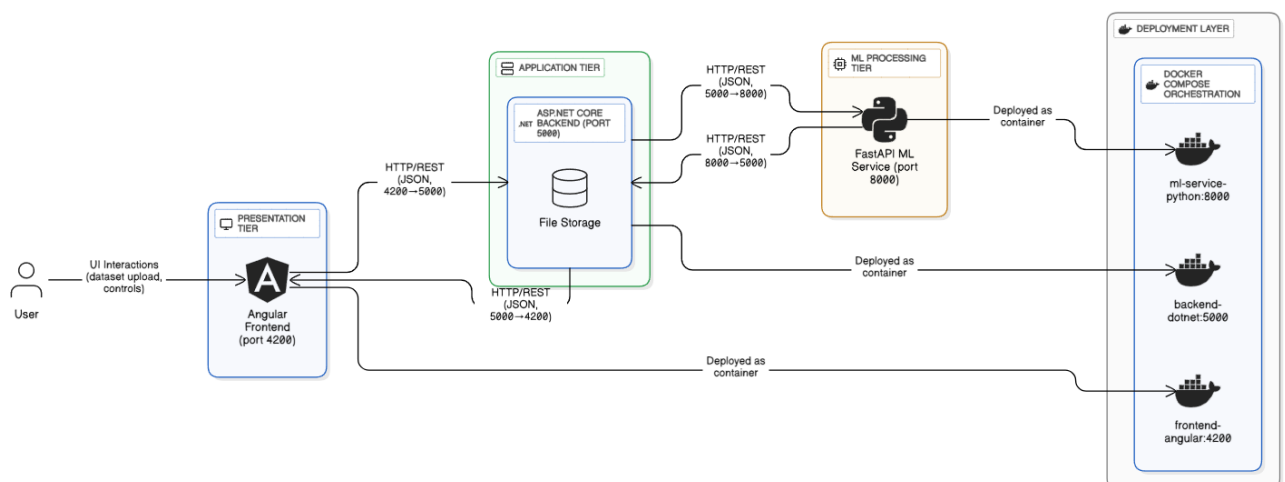 User
UI Interactions
(dataset upload,
controls)
PRESENTATION
TIER
Angular
Frontend
(port 4200)
HTTP/REST
(JSON,
4200→5000)
HTTP/REST
(JSON,
5000→4200)
APPLICATION TIER
.NET
ASP.NET CORE
BACKEND (PORT
5000)
File Storage
HTTP/REST
(JSON,
5000→8000)
HTTP/REST
(JSON,
8000→5000)
ML PROCESSING
TIER
FastAPI ML
Service (port
8000)
Deployed as
container
Deployed as
container
Deployed as
container
DEPLOYMENT LAYER
DOCKER
COMPOSE
ORCHESTRATION
ml-service-
python:8000
backend-
dotnet:5000
frontend-
angular:4200